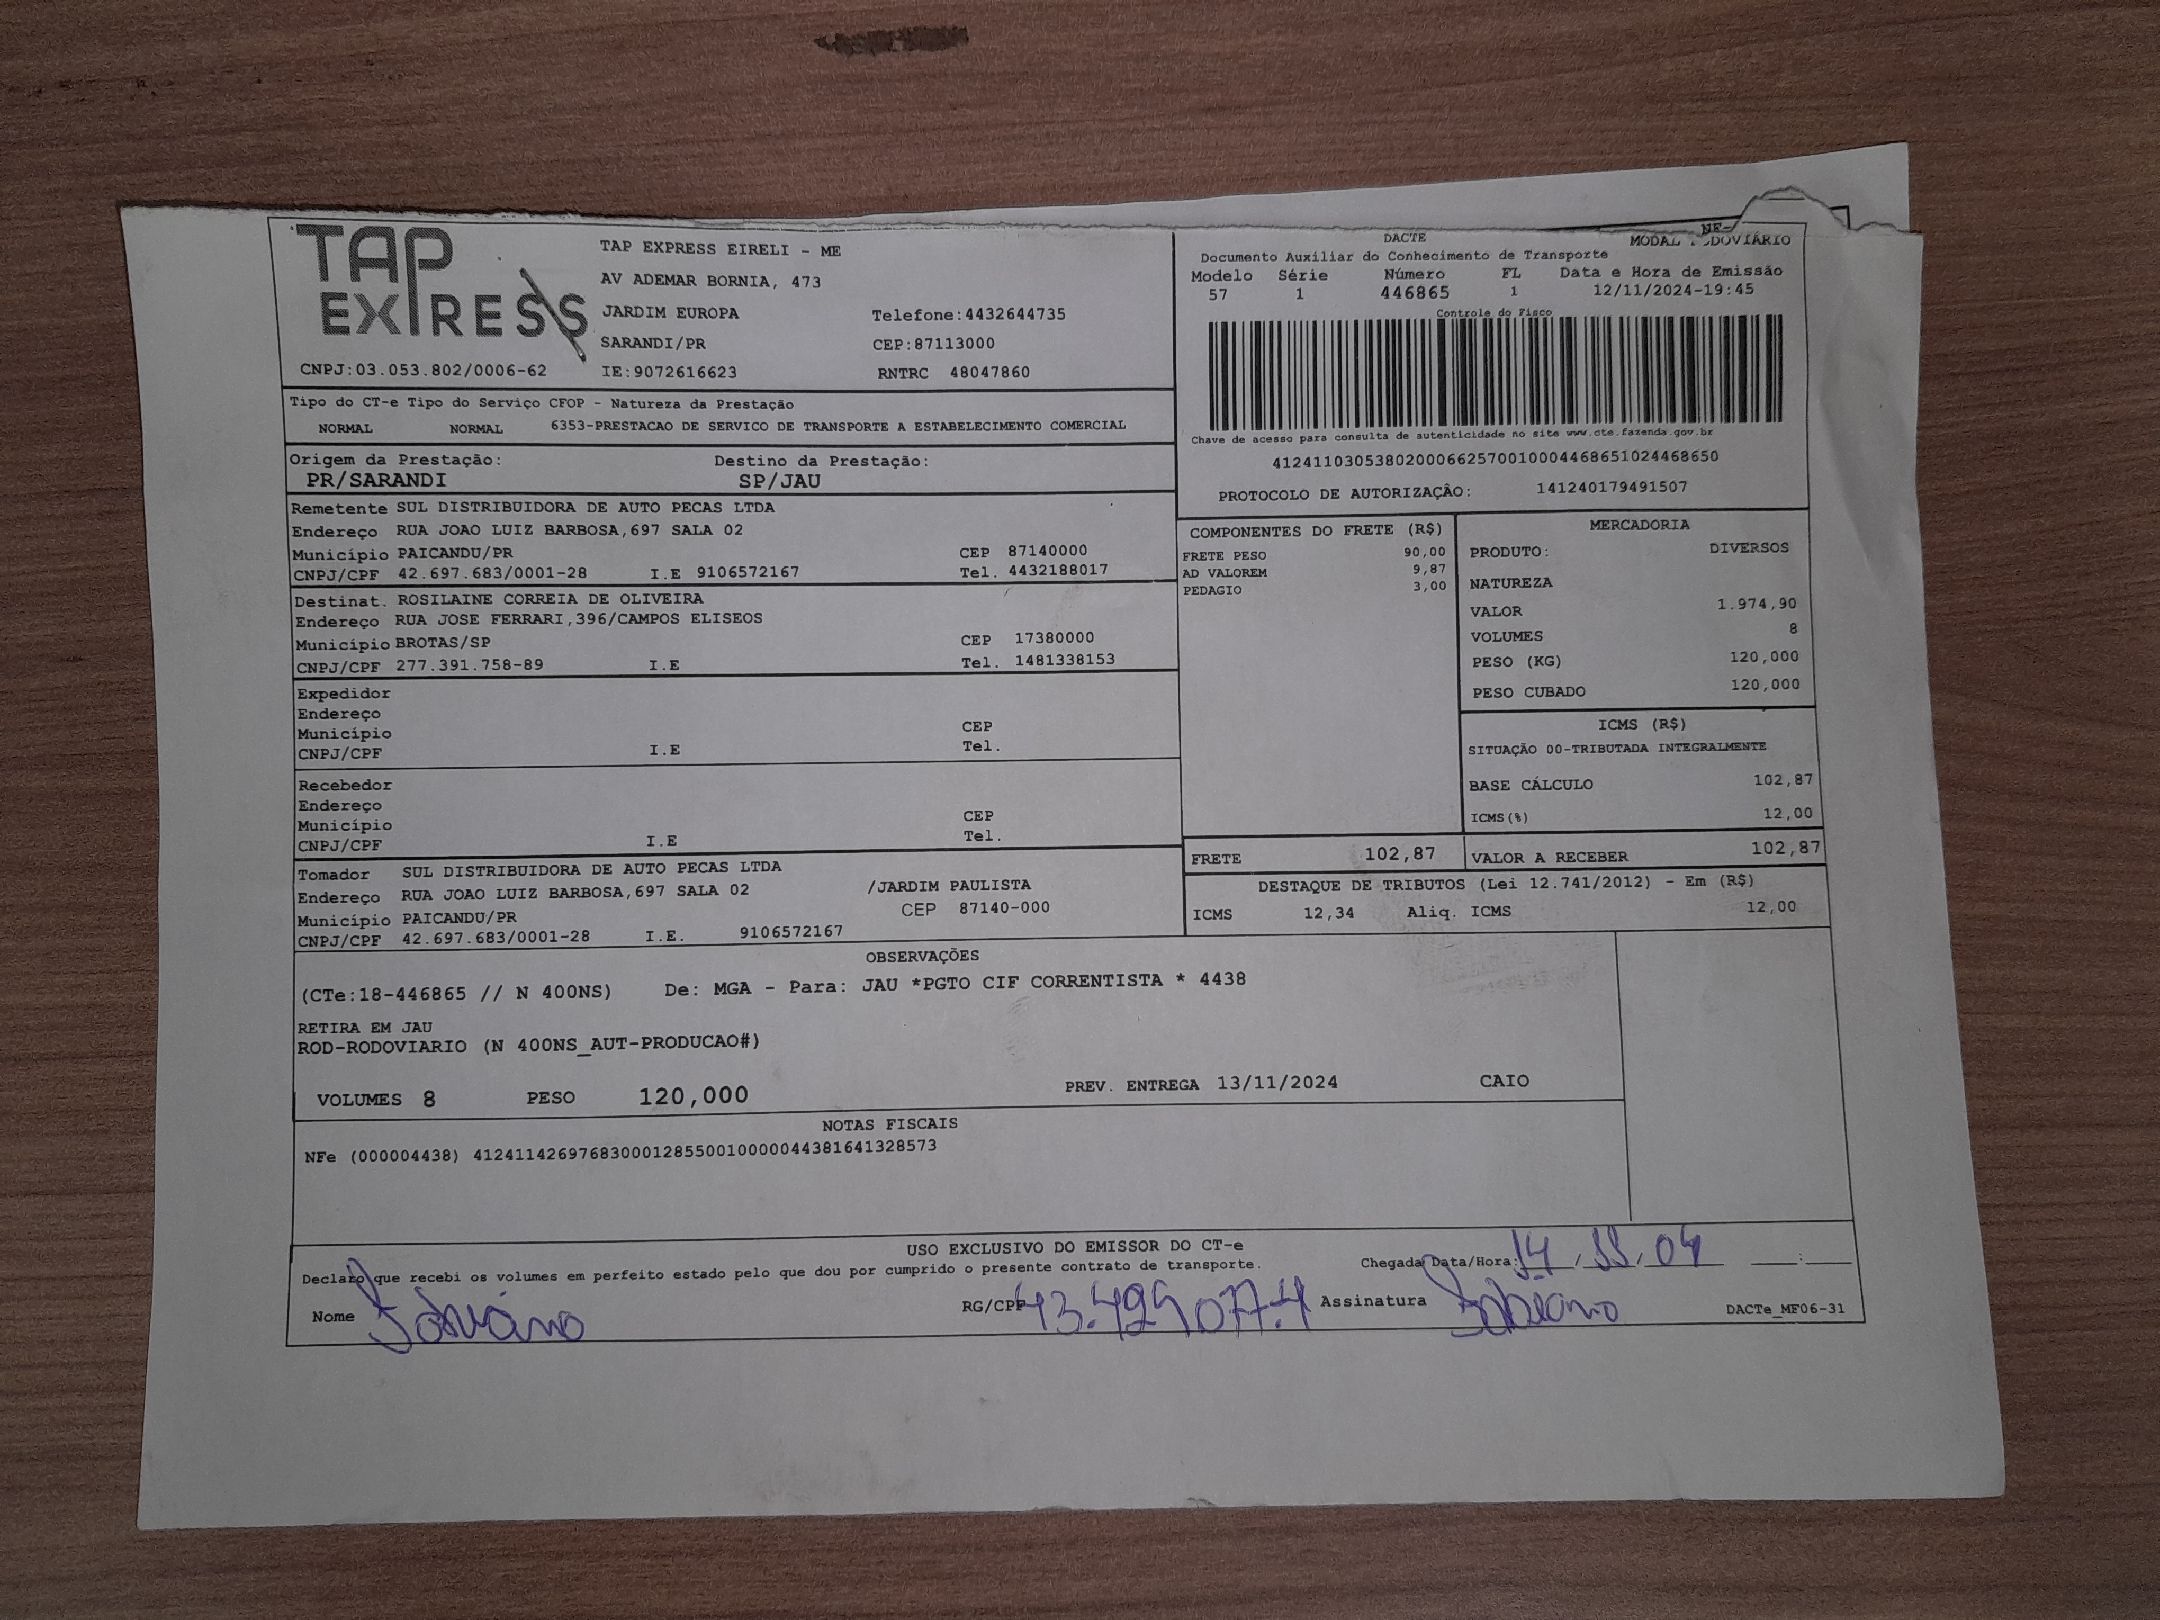 TAP
EXPRESS
TAP EXPRESS EIRELI - ME
AV ADEMAR BORNIA, 473
JARDIM EUROPA Telefone:4432644735
SARANDI/PR CEP:87113000
CNPJ:03.053.802/0006-62 IE:9072616623 RNTRC 48047860
DACTE
MODAL RODOVIÁRIO
Documento Auxiliar do Conhecimento de Transporte
Modelo Série Número FL Data e Hora de Emissão
57 1 446865 1 12/11/2024-19:45
Controle do Fisco
Chave de acesso para consulta de autenticidade no site www.cte.fazenda.gov.br
41241103053802000662570010004468651024468650
PROTOCOLO DE AUTORIZAÇÃO: 141240179491507
Tipo do CT-e Tipo do Serviço CFOP - Natureza da Prestação
NORMAL NORMAL 6353-PRESTACAO DE SERVICO DE TRANSPORTE A ESTABELECIMENTO COMERCIAL
Origem da Prestação: Destino da Prestação:
PR/SARANDI SP/JAU
Remetente SUL DISTRIBUIDORA DE AUTO PECAS LTDA
Endereço RUA JOAO LUIZ BARBOSA,697 SALA 02
Município PAICANDU/PR CEP 87140000
CNPJ/CPF 42.697.683/0001-28 I.E 9106572167 Tel. 4432188017
Destinat. ROSILAINE CORREIA DE OLIVEIRA
Endereço RUA JOSE FERRARI,396/CAMPOS ELISEOS
Município BROTAS/SP CEP 17380000
CNPJ/CPF 277.391.758-89 I.E Tel. 1481338153
Expedidor
Endereço
Município CEP
CNPJ/CPF I.E Tel.
Recebedor
Endereço
Município CEP
CNPJ/CPF I.E Tel.
Tomador SUL DISTRIBUIDORA DE AUTO PECAS LTDA
Endereço RUA JOAO LUIZ BARBOSA,697 SALA 02 /JARDIM PAULISTA
Município PAICANDU/PR CEP 87140-000
CNPJ/CPF 42.697.683/0001-28 I.E. 9106572167
COMPONENTES DO FRETE (R$)
FRETE PESO 90,00
AD VALOREM 9,87
PEDAGIO 3,00
MERCADORIA
PRODUTO: DIVERSOS
NATUREZA
VALOR 1.974,90
VOLUMES 8
PESO (KG) 120,000
PESO CUBADO 120,000
ICMS (R$)
SITUAÇÃO 00-TRIBUTADA INTEGRALMENTE
BASE CÁLCULO 102,87
ICMS(%) 12,00
FRETE 102,87 VALOR A RECEBER 102,87
DESTAQUE DE TRIBUTOS (Lei 12.741/2012) - Em (R$)
ICMS 12,34 Aliq. ICMS 12,00
OBSERVAÇÕES
(CTe:18-446865 // N 400NS) De: MGA - Para: JAU *PGTO CIF CORRENTISTA * 4438
RETIRA EM JAU
ROD-RODOVIARIO (N 400NS_AUT-PRODUCAO#)
VOLUMES 8 PESO 120,000 PREV. ENTREGA 13/11/2024 CAIO
NOTAS FISCAIS
NFe (000004438) 41241142697683000128550010000044381641328573
USO EXCLUSIVO DO EMISSOR DO CT-e
Declaro que recebi os volumes em perfeito estado pelo que dou por cumprido o presente contrato de transporte. Chegada Data/Hora:
Nome RG/CPF Assinatura DACTe_MF06-31